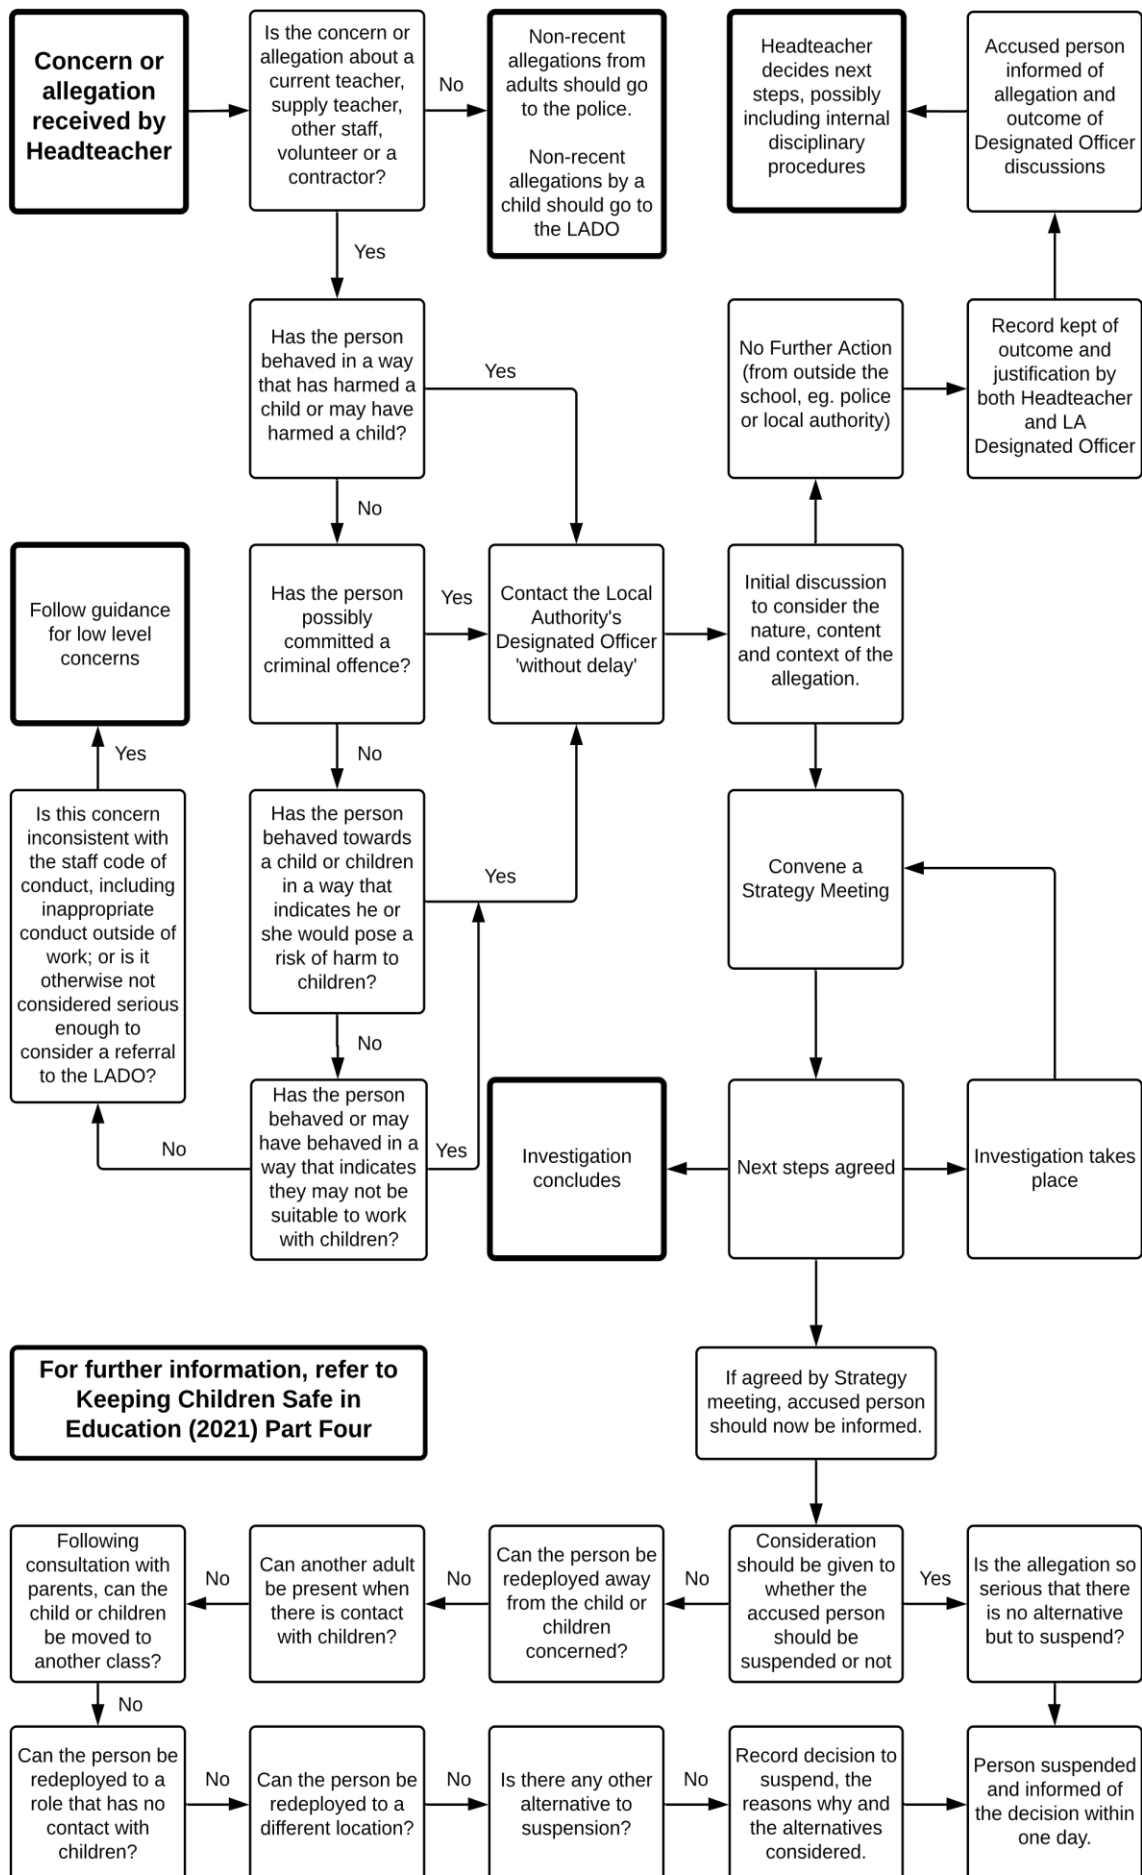 Concern or
allegation
received by
Headteacher
Is the concern or
allegation about a
current teacher,
supply teacher,
other staff,
volunteer or a
contractor?
No
Non-recent
allegations from
adults should go
to the police.
Non-recent
allegations by a
child should go to
the LADO
Headteacher
decides next
steps, possibly
including internal
disciplinary
procedures
Accused person
informed of
allegation and
outcome of
Designated Officer
discussions
Yes
Has the person
behaved in a way
that has harmed a
child or may have
harmed a child?
Yes
No Further Action
(from outside the
school, eg. police
or local authority)
Record kept of
outcome and
justification by
both Headteacher
and LA
Designated Officer
No
Follow guidance
for low level
concerns
Has the person
possibly
committed a
criminal offence?
Yes
Contact the Local
Authority's
Designated Officer
'without delay'
Initial discussion
to consider the
nature, content
and context of the
allegation.
Yes
No
Is this concern
inconsistent with
the staff code of
conduct, including
inappropriate
conduct outside of
work; or is it
otherwise not
considered serious
enough to
consider a referral
to the LADO?
Has the person
behaved towards
a child or children
in a way that
indicates he or
she would pose a
risk of harm to
children?
Yes
Convene a
Strategy Meeting
No
No
Has the person
behaved or may
have behaved in a
way that indicates
they may not be
suitable to work
with children?
Yes
Investigation
concludes
Next steps agreed
Investigation takes
place
For further information, refer to
Keeping Children Safe in
Education (2021) Part Four
If agreed by Strategy
meeting, accused person
should now be informed.
Following
consultation with
parents, can the
child or children
be moved to
another class?
No
Can another adult
be present when
there is contact
with children?
No
Can the person be
redeployed away
from the child or
children
concerned?
No
Consideration
should be given to
whether the
accused person
should be
suspended or not
Yes
Is the allegation so
serious that there
is no alternative
but to suspend?
No
Can the person be
redeployed to a
role that has no
contact with
children?
No
Can the person be
redeployed to a
different location?
No
Is there any other
alternative to
suspension?
No
Record decision to
suspend, the
reasons why and
the alternatives
considered.
Person suspended
and informed of
the decision within
one day.